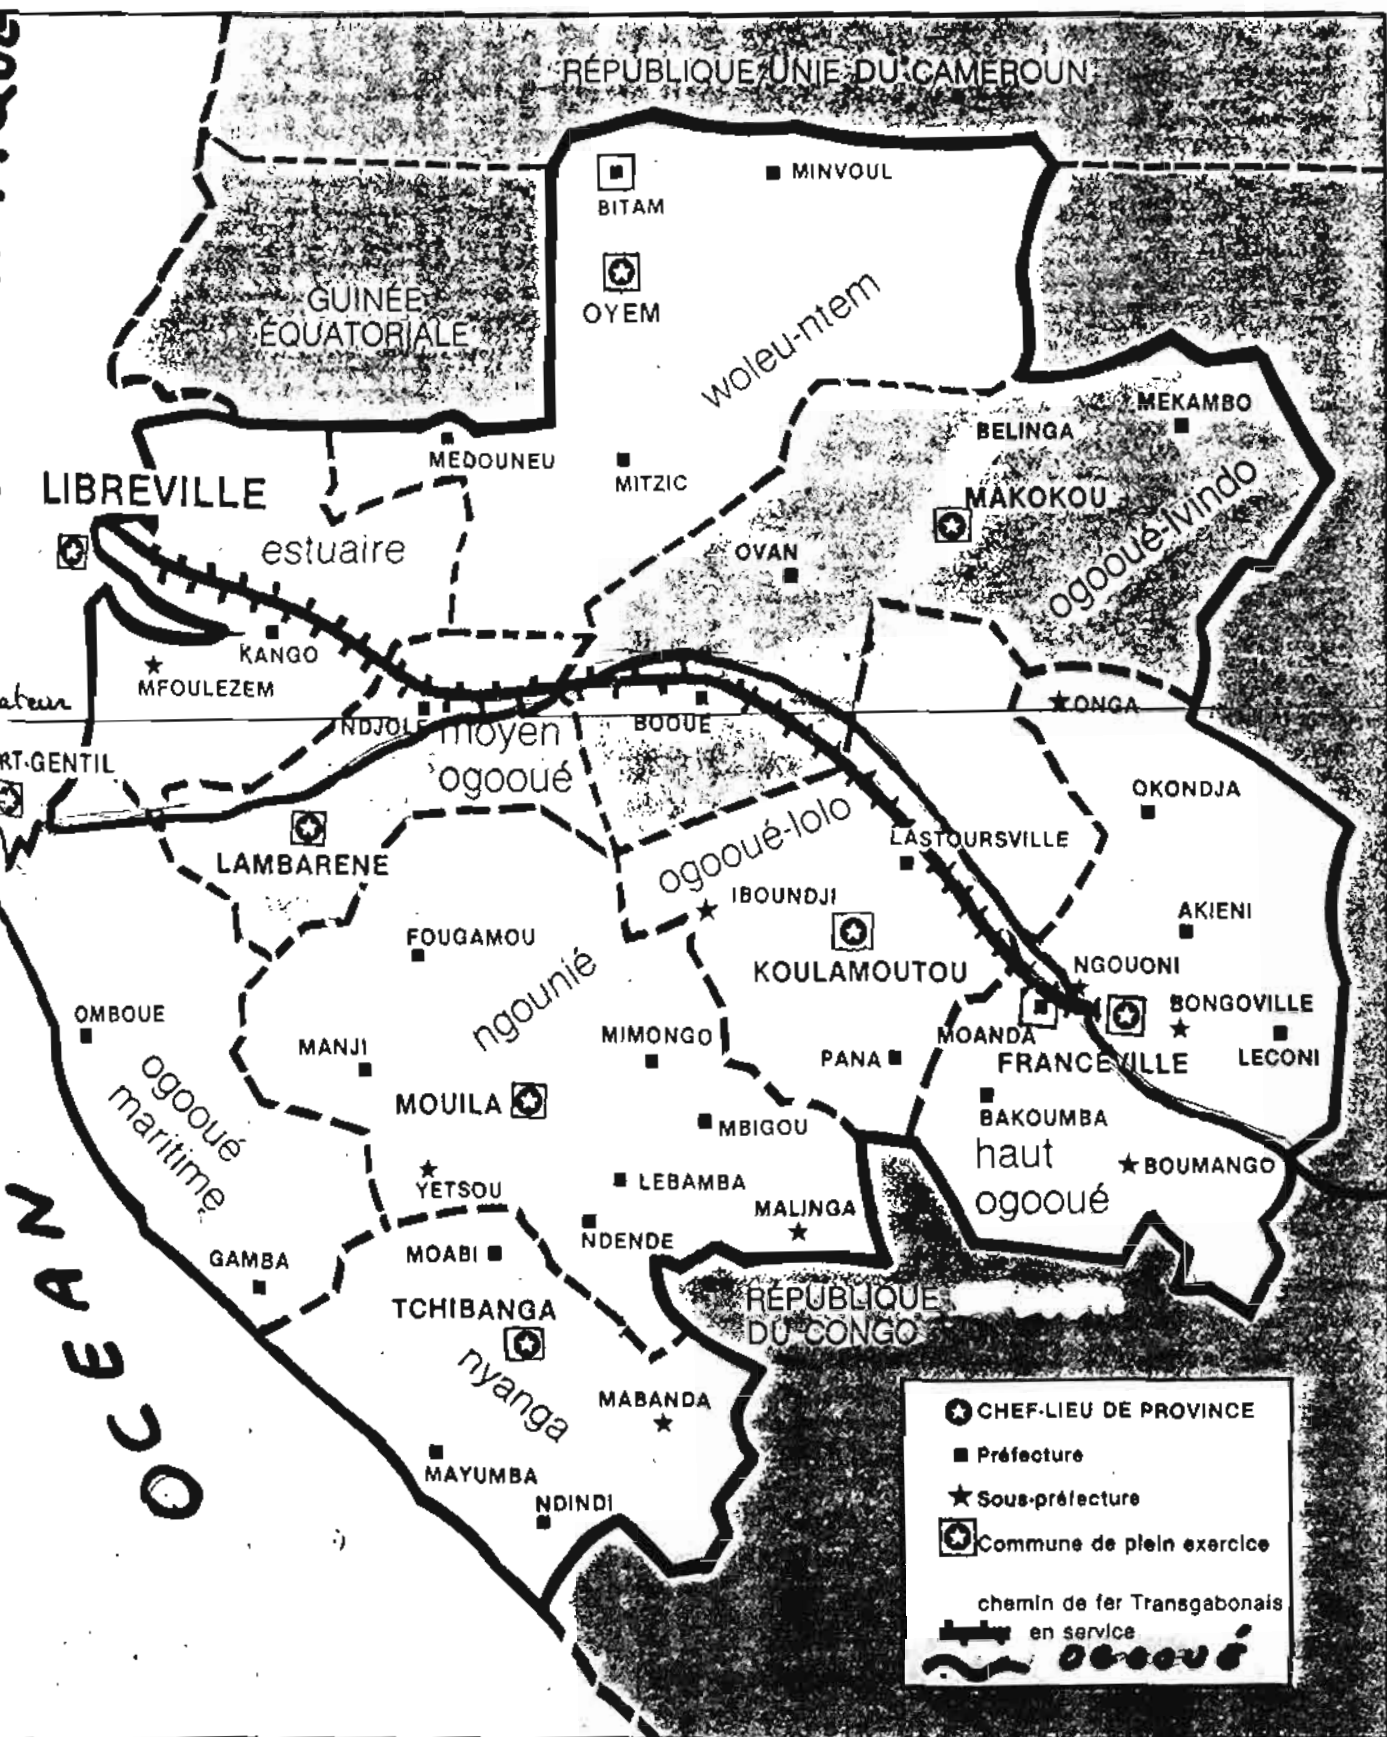 RÉPUBLIQUE UNIE DU CAMEROUN
MINVOUL
BITAM
OYEM
GUINÉE
ÉQUATORIALE
woleu-ntem
MEKAMBO
BELINGA
MEDOUNEU
MITZIC
LIBREVILLE
MAKOKOU
ogooué-Ivindo
estuaire
OVAN
KANGO
MFOULEZEM
ONGA
NDJOLE
BOOUE
moyen
ogooué
RT-GENTIL
OKONDJA
ogooué-lolo
LASTOURSVILLE
LAMBARENE
IBOUNDJI
AKIENI
FOUGAMOU
KOULAMOUTOU
NGOUONI
ngounié
BONGOVILLE
OMBOUE
MANJI
MIMONGO
PANA
MOANDA
FRANCEVILLE
LECONI
ogooué
maritime
MOUILA
MBIGOU
BAKOUMBA
haut
ogooué
BOUMANGO
YETSOU
LEBAMBA
MALINGA
NDENDE
MOABI
GAMBA
OCEAN
TCHIBANGA
RÉPUBLIQUE
DU CONGO
nyanga
MABANDA
MAYUMBA
NDINDI
CHEF-LIEU DE PROVINCE
Préfecture
Sous-préfecture
Commune de plein exercice
chemin de fer Transgabonais
en service
OGOOUÉ